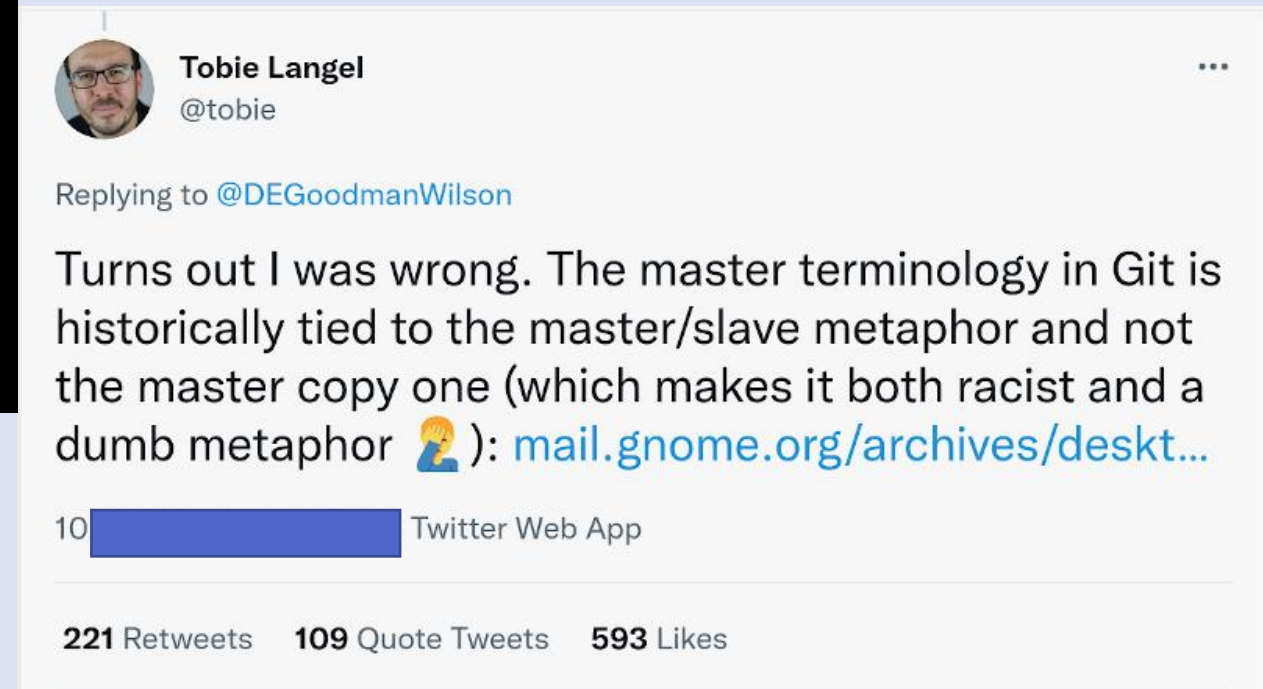 Tobie Langel
@tobie
Replying to @DEGoodmanWilson
Turns out I was wrong. The master terminology in Git is
historically tied to the master/slave metaphor and not
the master copy one (which makes it both racist and a
dumb metaphor 🤦‍♂️): mail.gnome.org/archives/deskt...
10 Twitter Web App
221 Retweets 109 Quote Tweets 593 Likes